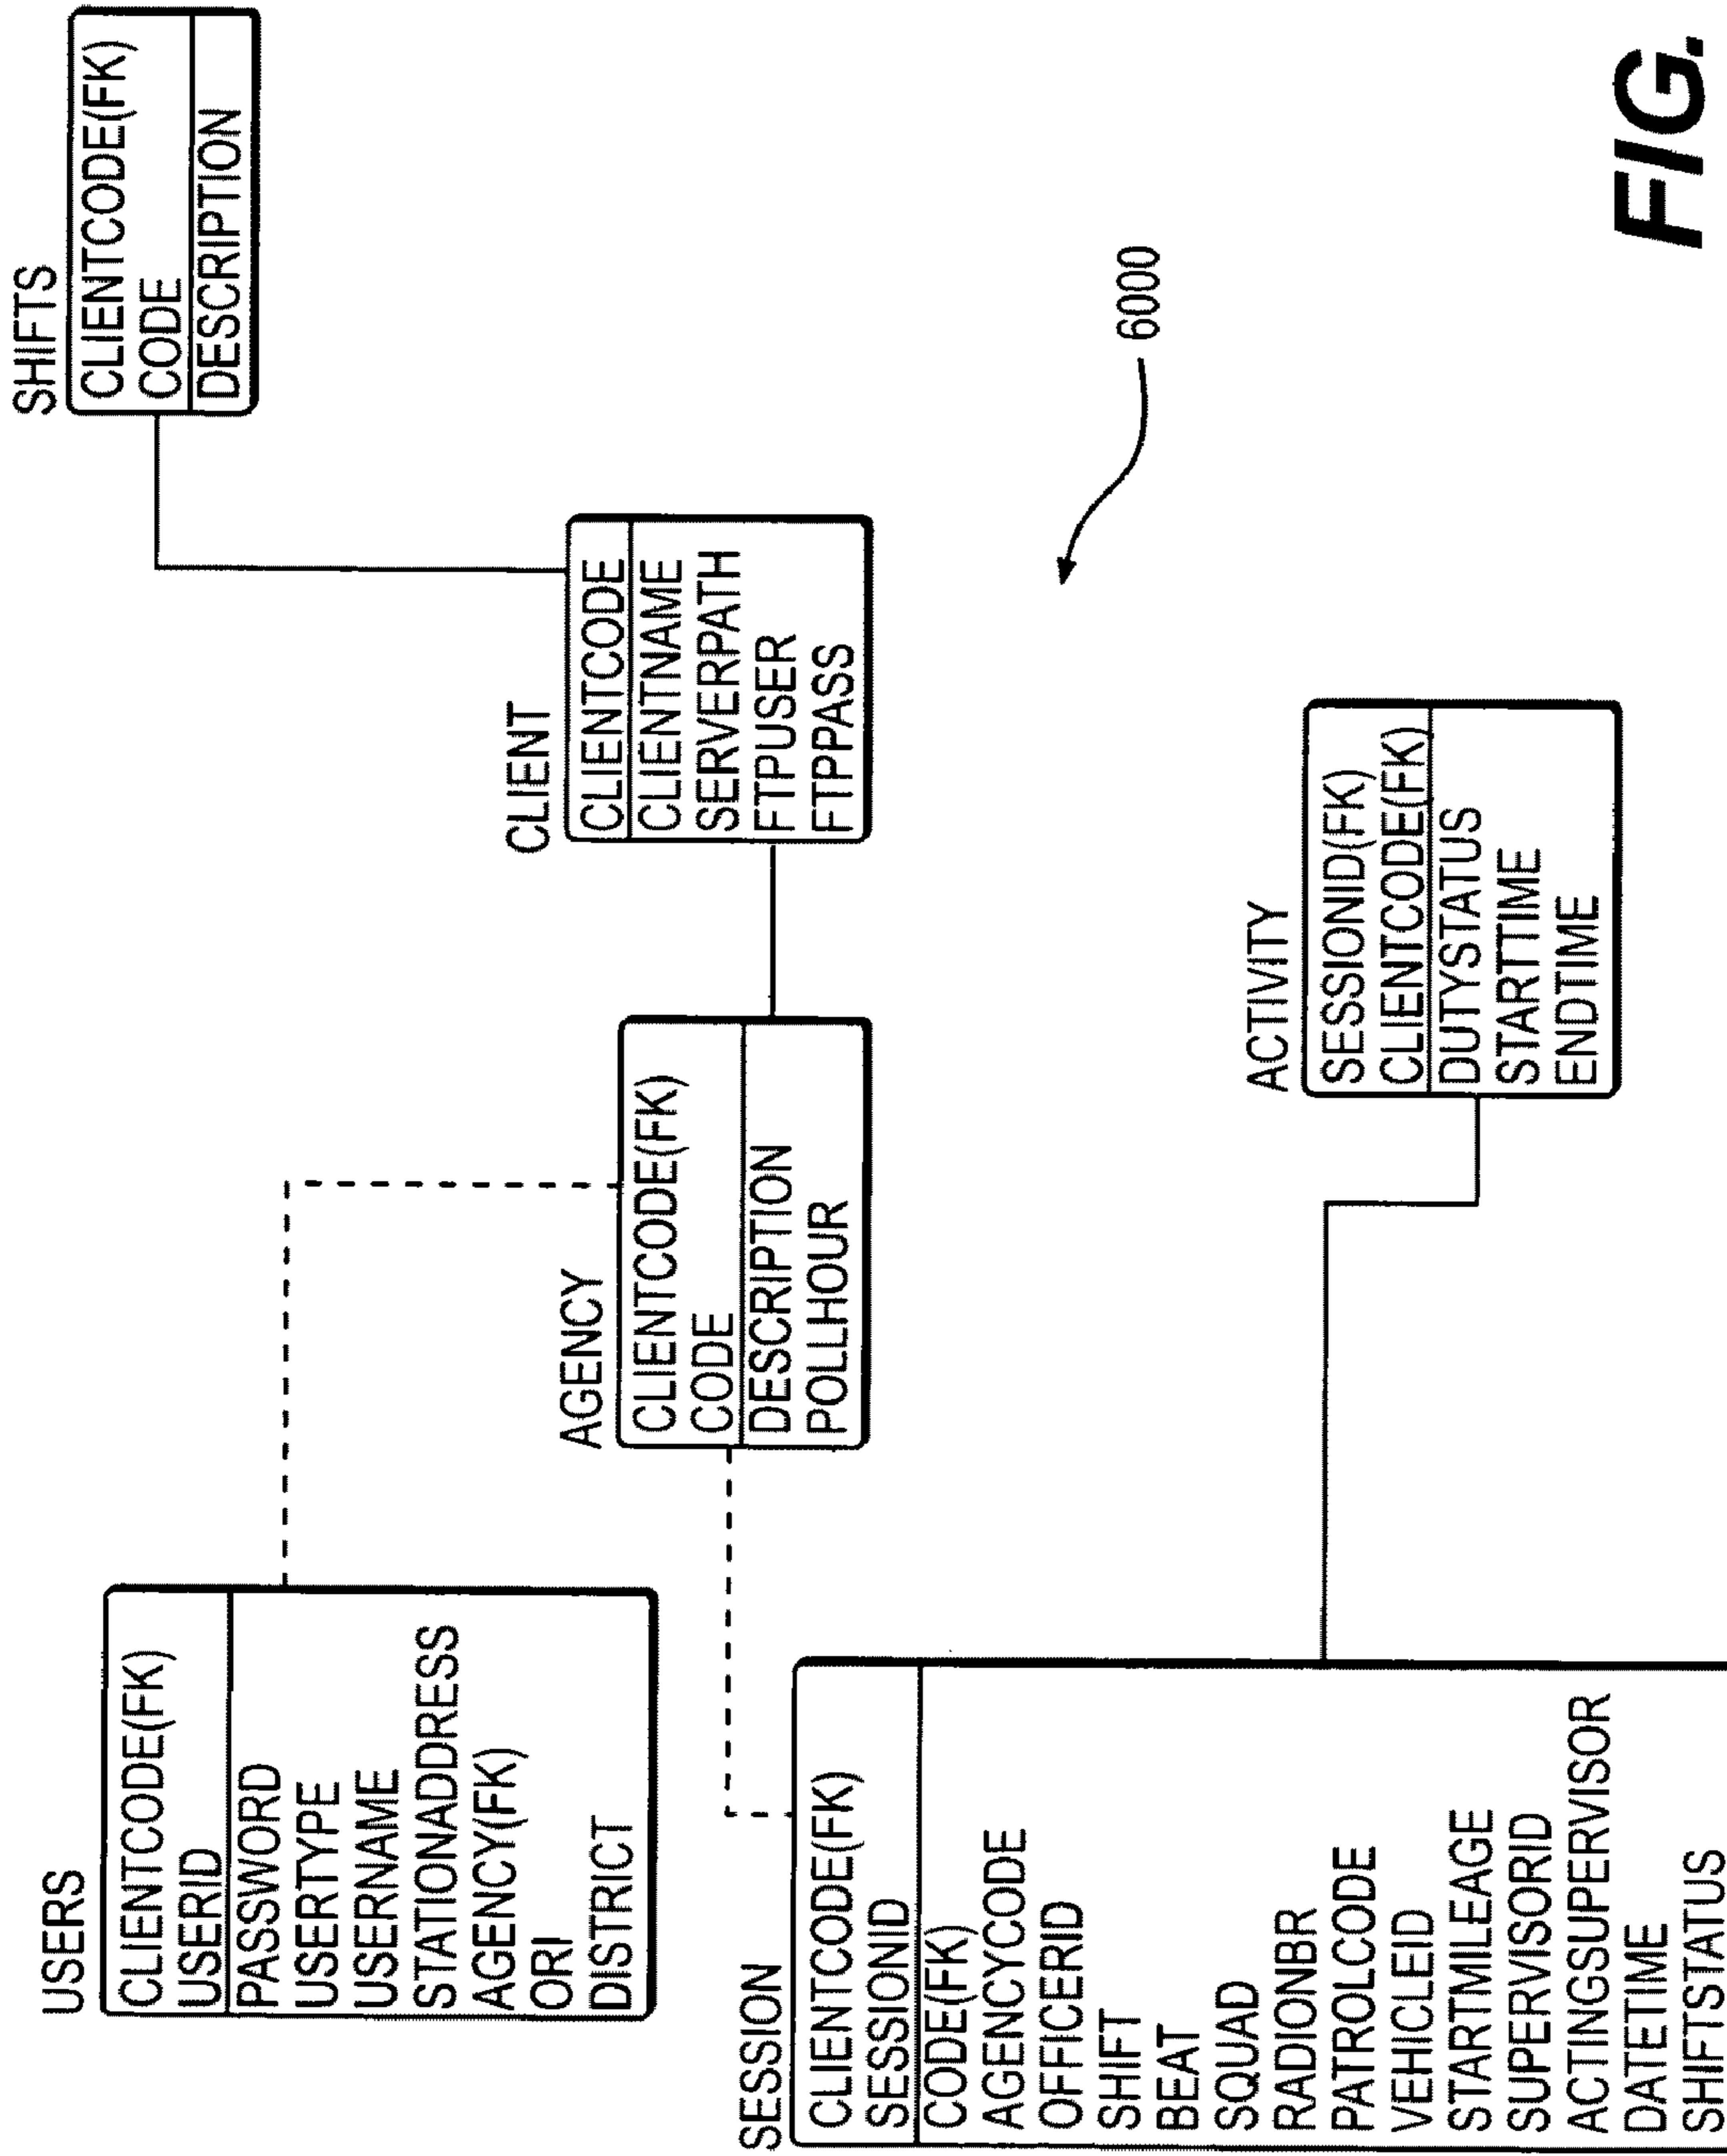 USERS
CLIENTCODE(FK)
USERID
PASSWORD
USERTYPE
USERNAME
STATIONADDRESS
AGENCY(FK)
ORI
DISTRICT
SHIFTS
CLIENTCODE(FK)
CODE
DESCRIPTION
CLIENT
CLIENTCODE
CLIENTNAME
SERVERPATH
FTPUSER
FTPPASS
AGENCY
CLIENTCODE(FK)
CODE
DESCRIPTION
POLLHOUR
SESSION
CLIENTCODE(FK)
SESSIONID
CODE(FK)
AGENCYCODE
OFFICERID
SHIFT
BEAT
SQUAD
RADIONBR
PATROLCODE
VEHICLEID
STARTMILEAGE
SUPERVISORID
ACTINGSUPERVISOR
DATETIME
SHIFTSTATUS
ACTIVITY
SESSIONID(FK)
CLIENTCODE(FK)
DUTYSTATUS
STARTTIME
ENDTIME
6000
FIG.